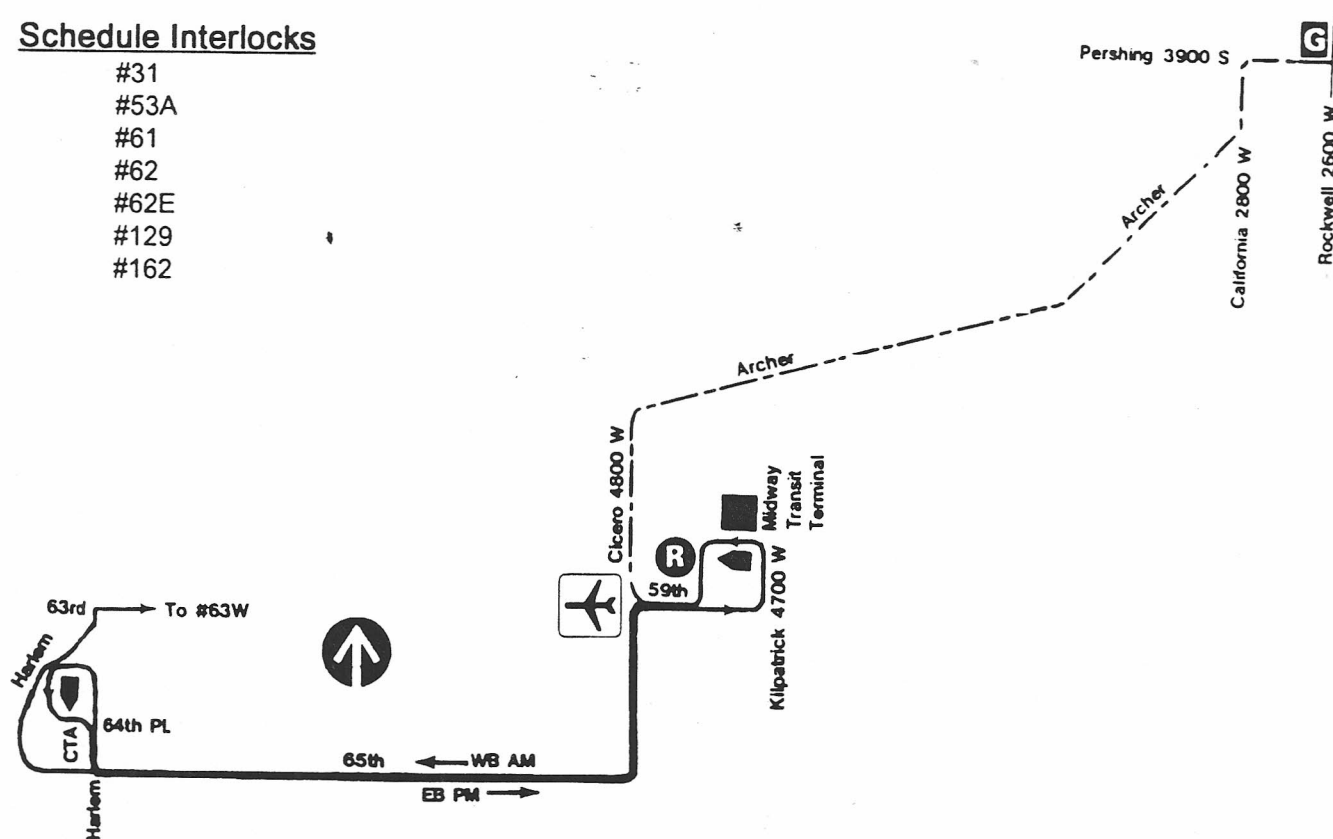 Schedule Interlocks
#31
#53A
#61
#62
#62E
#129
#162
G
Pershing 3900 S
Rockwell 2600 W
California 2800 W
Archer
Archer
Cicero 4800 W
Midway
Transit
Terminal
R
59th
Kilpatrick 4700 W
63rd
To #63W
Harlem
64th PL
CTA
65th
WB AM
EB PM
Harlem